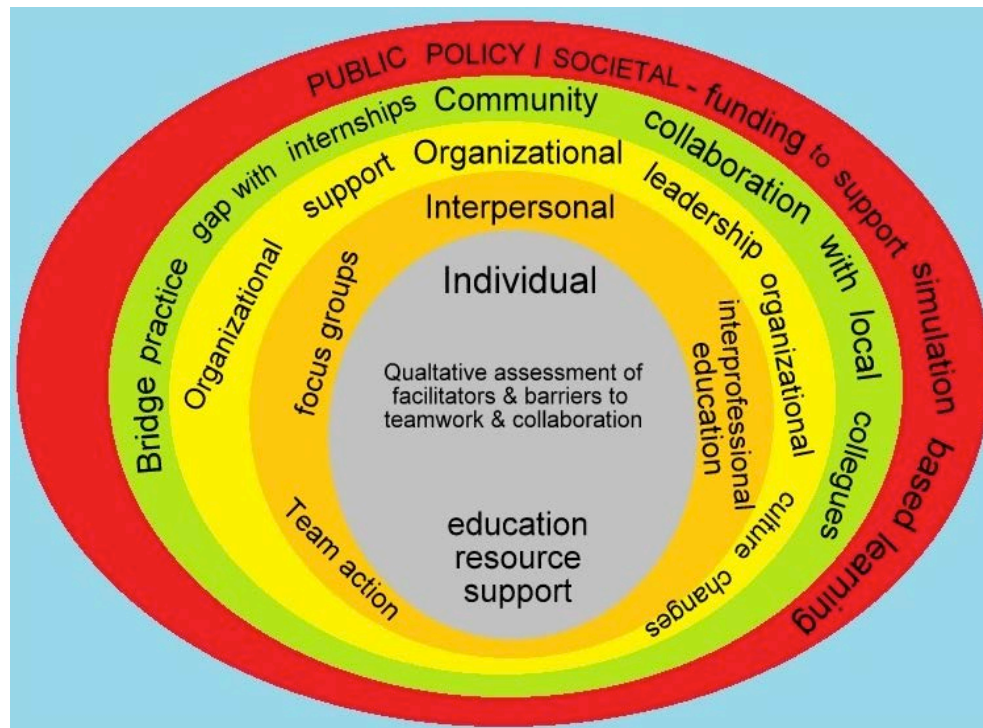 PUBLIC POLICY | SOCIETAL - funding to support simulation based learning
Bridge practice gap with internships
Community
collaboration with local collegues
Organizational support
Organizational
leadership organizational culture changes
Interpersonal
focus groups
Team action
interprofessional
education
Individual
Qualtitative assessment of
facilitators & barriers to
teamwork & collaboration
education
resource
support